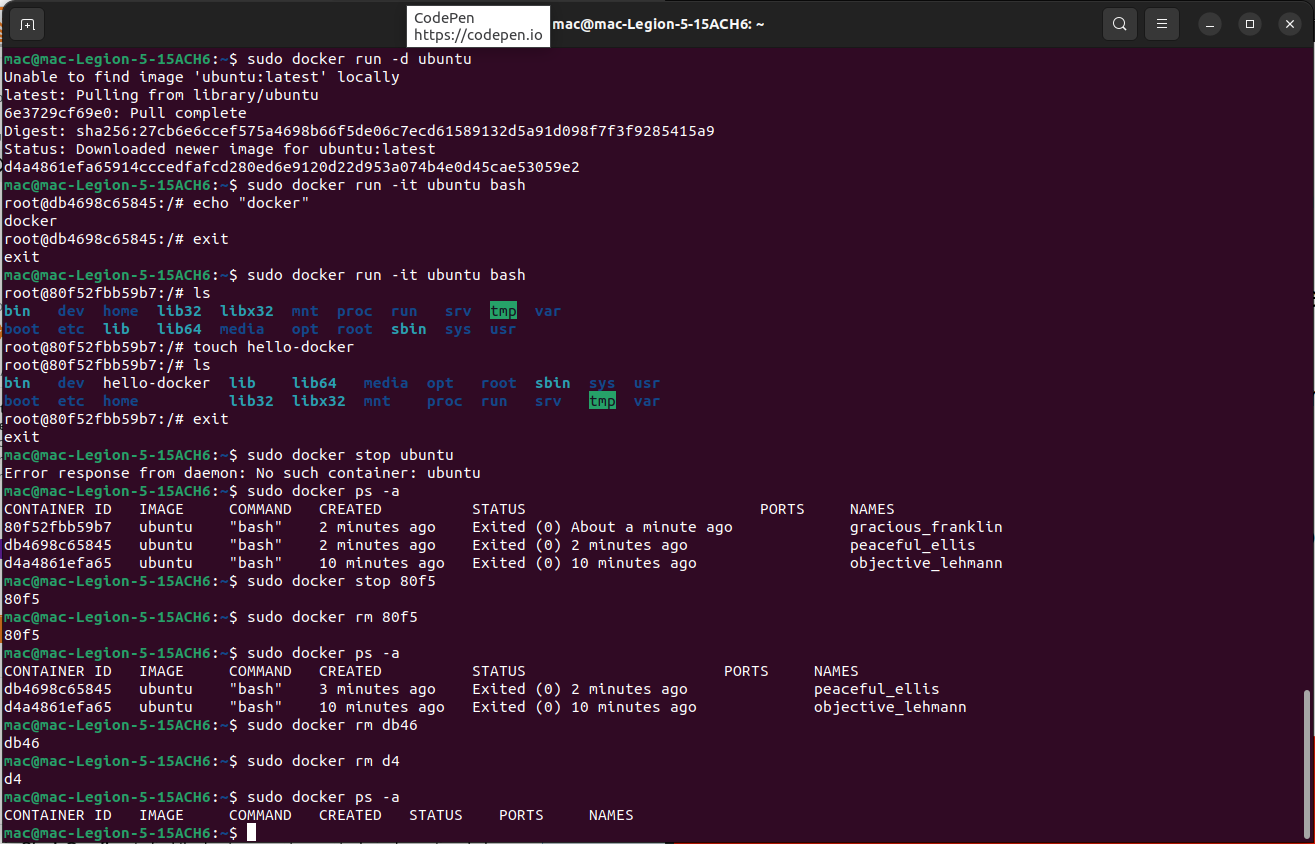 CodePen
https://codepen.io
mac@mac-Legion-5-15ACH6: ~
mac@mac-Legion-5-15ACH6:~$ sudo docker run -d ubuntu
Unable to find image 'ubuntu:latest' locally
latest: Pulling from library/ubuntu
6e3729cf69e0: Pull complete
Digest: sha256:27cb6e6ccef575a4698b66f5de06c7ecd61589132d5a91d098f7f3f9285415a9
Status: Downloaded newer image for ubuntu:latest
d4a4861efa65914cccedfafcd280ed6e9120d22d953a074b4e0d45cae53059e2
mac@mac-Legion-5-15ACH6:~$ sudo docker run -it ubuntu bash
root@db4698c65845:/# echo "docker"
docker
root@db4698c65845:/# exit
exit
mac@mac-Legion-5-15ACH6:~$ sudo docker run -it ubuntu bash
root@80f52fbb59b7:/# ls
bin dev home lib32 libx32 mnt proc run srv tmp var
boot etc lib lib64 media opt root sbin sys usr
root@80f52fbb59b7:/# touch hello-docker
root@80f52fbb59b7:/# ls
bin dev hello-docker lib lib64 media opt root sbin sys usr
boot etc home lib32 libx32 mnt proc run srv tmp var
root@80f52fbb59b7:/# exit
exit
mac@mac-Legion-5-15ACH6:~$ sudo docker stop ubuntu
Error response from daemon: No such container: ubuntu
mac@mac-Legion-5-15ACH6:~$ sudo docker ps -a
CONTAINER ID IMAGE COMMAND CREATED STATUS PORTS NAMES
80f52fbb59b7 ubuntu "bash" 2 minutes ago Exited (0) About a minute ago gracious_franklin
db4698c65845 ubuntu "bash" 2 minutes ago Exited (0) 2 minutes ago peaceful_ellis
d4a4861efa65 ubuntu "bash" 10 minutes ago Exited (0) 10 minutes ago objective_lehmann
mac@mac-Legion-5-15ACH6:~$ sudo docker stop 80f5
80f5
mac@mac-Legion-5-15ACH6:~$ sudo docker rm 80f5
80f5
mac@mac-Legion-5-15ACH6:~$ sudo docker ps -a
CONTAINER ID IMAGE COMMAND CREATED STATUS PORTS NAMES
db4698c65845 ubuntu "bash" 3 minutes ago Exited (0) 2 minutes ago peaceful_ellis
d4a4861efa65 ubuntu "bash" 10 minutes ago Exited (0) 10 minutes ago objective_lehmann
mac@mac-Legion-5-15ACH6:~$ sudo docker rm db46
db46
mac@mac-Legion-5-15ACH6:~$ sudo docker rm d4
d4
mac@mac-Legion-5-15ACH6:~$ sudo docker ps -a
CONTAINER ID IMAGE COMMAND CREATED STATUS PORTS NAMES
mac@mac-Legion-5-15ACH6:~$